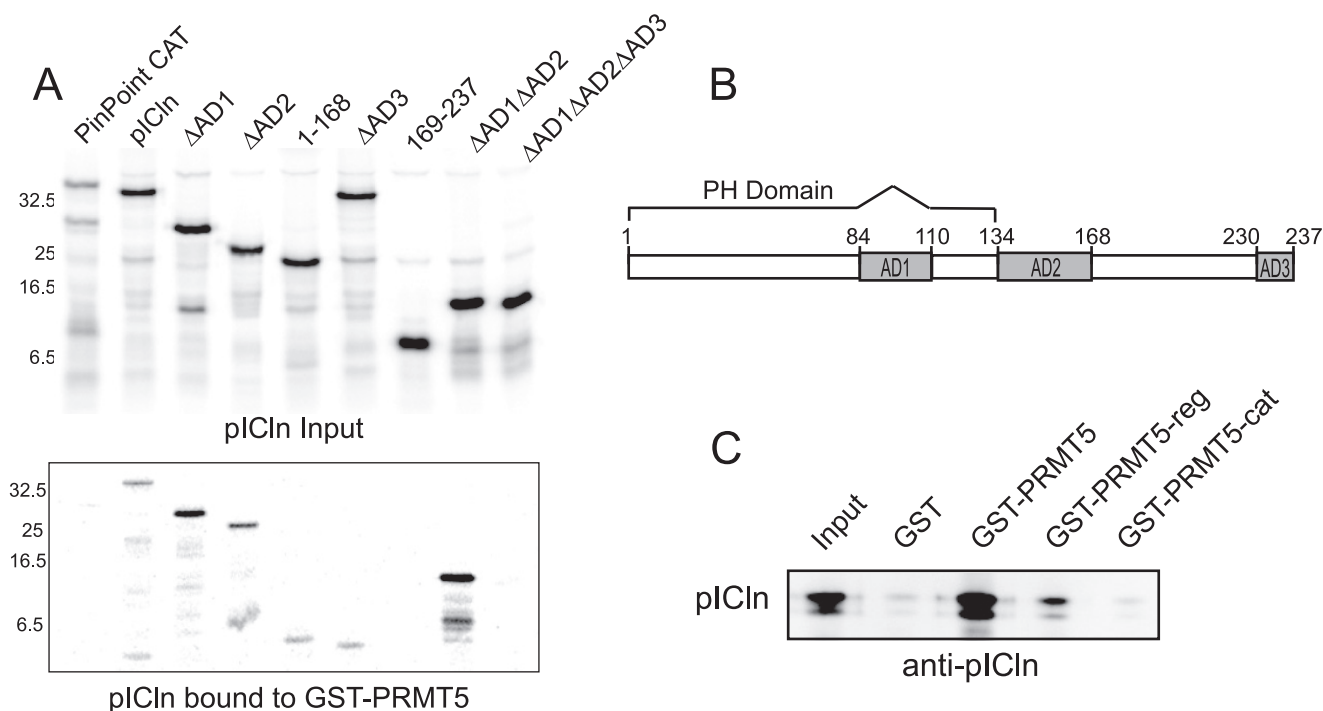 A
PinPoint CAT
pICln
ΔAD1
ΔAD2
1-168
ΔAD3
169-237
ΔAD1ΔAD2
ΔAD1ΔAD2ΔAD3
32.5
25
16.5
6.5
pICln Input
32.5
25
16.5
6.5
pICln bound to GST-PRMT5
B
PH Domain
1 84 110 134 168 230 237
AD1 AD2 AD3
C
Input
GST
GST-PRMT5
GST-PRMT5-reg
GST-PRMT5-cat
pICln
anti-pICln